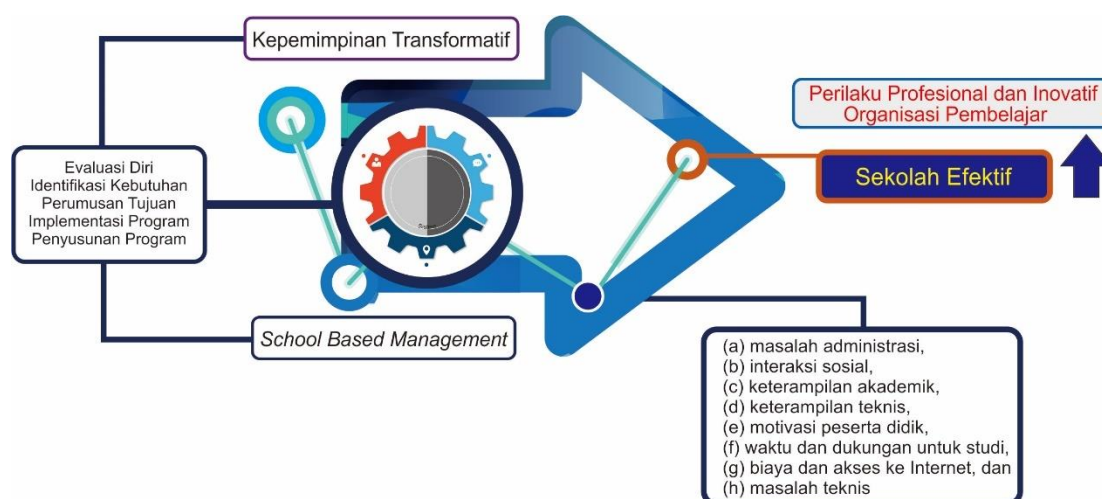 Kepemimpinan Transformatif
Evaluasi Diri
Identifikasi Kebutuhan
Perumusan Tujuan
Implementasi Program
Penyusunan Program
School Based Management
Perilaku Profesional dan Inovatif
Organisasi Pembelajar
Sekolah Efektif
(a) masalah administrasi,
(b) interaksi sosial,
(c) keterampilan akademik,
(d) keterampilan teknis,
(e) motivasi peserta didik,
(f) waktu dan dukungan untuk studi,
(g) biaya dan akses ke Internet, dan
(h) masalah teknis